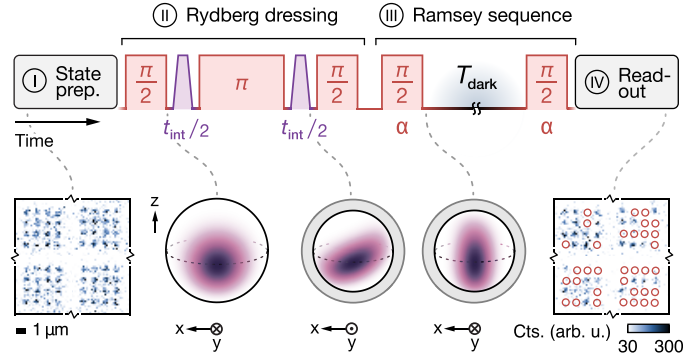 II Rydberg dressing
III Ramsey sequence
I State prep.
π/2
π
π/2
π/2
T_dark
π/2
IV Read-out
t_int/2
t_int/2
α
α
Time
z
x
y
x
y
x
y
1 µm
Cts. (arb. u.)
30 300